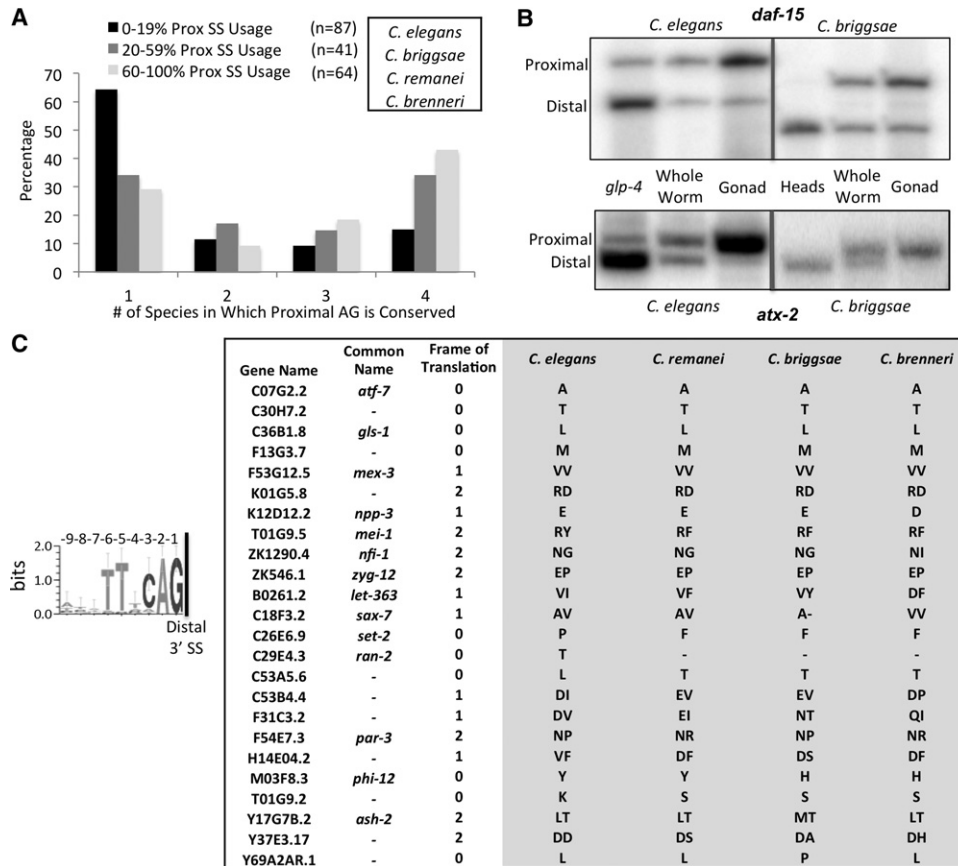 A
0-19% Prox SS Usage (n=87)
20-59% Prox SS Usage (n=41)
60-100% Prox SS Usage (n=64)
C. elegans
C. briggsae
C. remanei
C. brenneri
Percentage
70
60
50
40
30
20
10
0
1 2 3 4
# of Species in Which Proximal AG is Conserved
B
daf-15
C. elegans C. briggsae
Proximal
Distal
glp-4 Whole Worm Gonad Heads Whole Worm Gonad
Proximal
Distal
C. elegans C. briggsae
atx-2
C
-9-8-7-6-5-4-3-2-1
bits
2.0
1.0
0.0
TT CAG
Distal
3' SS
Gene Name Common Name Frame of Translation C. elegans C. remanei C. briggsae C. brenneri
C07G2.2 atf-7 0 A A A A
C30H7.2 - 0 T T T T
C36B1.8 gls-1 0 L L L L
F13G3.7 - 0 M M M M
F53G12.5 mex-3 1 VV VV VV VV
K01G5.8 - 2 RD RD RD RD
K12D12.2 npp-3 1 E E E D
T01G9.5 mei-1 2 RY RF RF RF
ZK1290.4 nfi-1 2 NG NG NG NI
ZK546.1 zyg-12 2 EP EP EP EP
B0261.2 let-363 1 VI VF VY DF
C18F3.2 sax-7 1 AV AV A- VV
C26E6.9 set-2 0 P F F F
C29E4.3 ran-2 0 T - - -
C53A5.6 - 0 L T T T
C53B4.4 - 1 DI EV EV DP
F31C3.2 - 1 DV EI NT QI
F54E7.3 par-3 2 NP NR NP NR
H14E04.2 - 1 VF DF DS DF
M03F8.3 phi-12 0 Y Y H H
T01G9.2 - 0 K S S S
Y17G7B.2 ash-2 2 LT LT MT LT
Y37E3.17 - 2 DD DS DA DH
Y69A2AR.1 - 0 L L P L